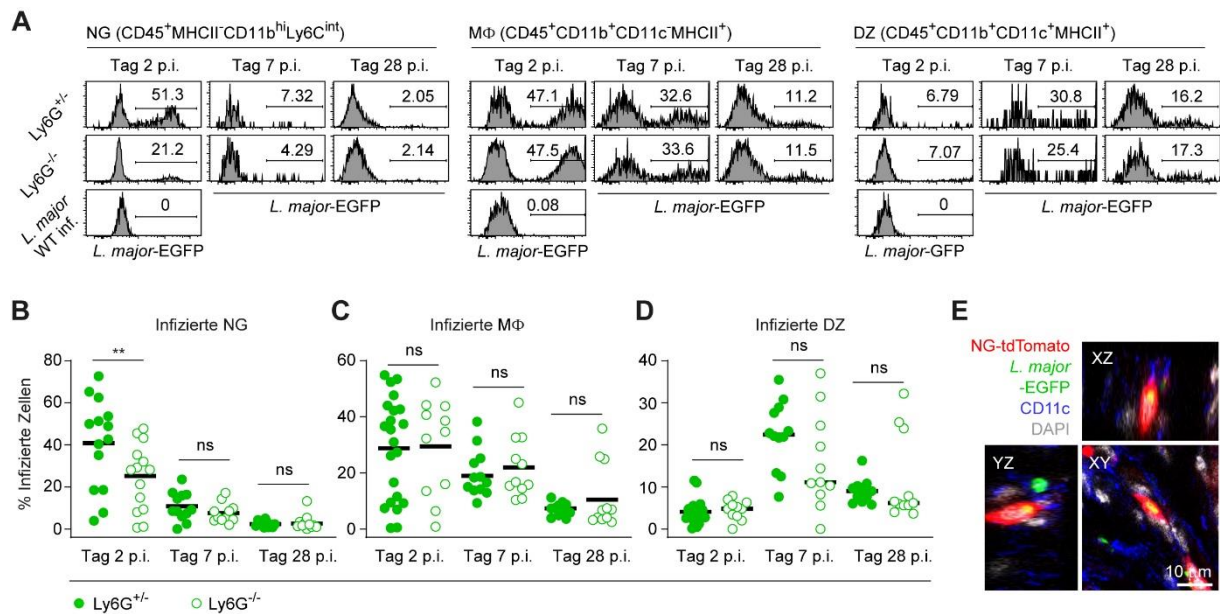 A
NG (CD45⁺MHCII⁻CD11bʰⁱLy6Cⁱⁿᵗ) MΦ (CD45⁺CD11b⁺CD11c⁻MHCII⁺) DZ (CD45⁺CD11b⁺CD11c⁺MHCII⁺)
Tag 2 p.i. Tag 7 p.i. Tag 28 p.i. Tag 2 p.i. Tag 7 p.i. Tag 28 p.i. Tag 2 p.i. Tag 7 p.i. Tag 28 p.i.
Ly6G⁺/⁻ 51.3 7.32 2.05 47.1 32.6 11.2 6.79 30.8 16.2
Ly6G⁻/⁻ 21.2 4.29 2.14 47.5 33.6 11.5 7.07 25.4 17.3
L. major
WT inf.
0 L. major-EGFP 0.08 L. major-EGFP 0 L. major-EGFP
L. major-EGFP L. major-EGFP L. major-GFP
B
Infizierte NG
% Infizierte Zellen
80
60
40
20
0
**
ns
ns
Tag 2 p.i. Tag 7 p.i. Tag 28 p.i.
C
Infizierte MΦ
60
40
20
0
ns
ns
ns
Tag 2 p.i. Tag 7 p.i. Tag 28 p.i.
D
Infizierte DZ
40
30
20
10
0
ns
ns
ns
Tag 2 p.i. Tag 7 p.i. Tag 28 p.i.
Ly6G⁺/⁻ Ly6G⁻/⁻
E
NG-tdTomato
L. major
-EGFP
CD11c
DAPI
XZ
YZ
XY
10 µm